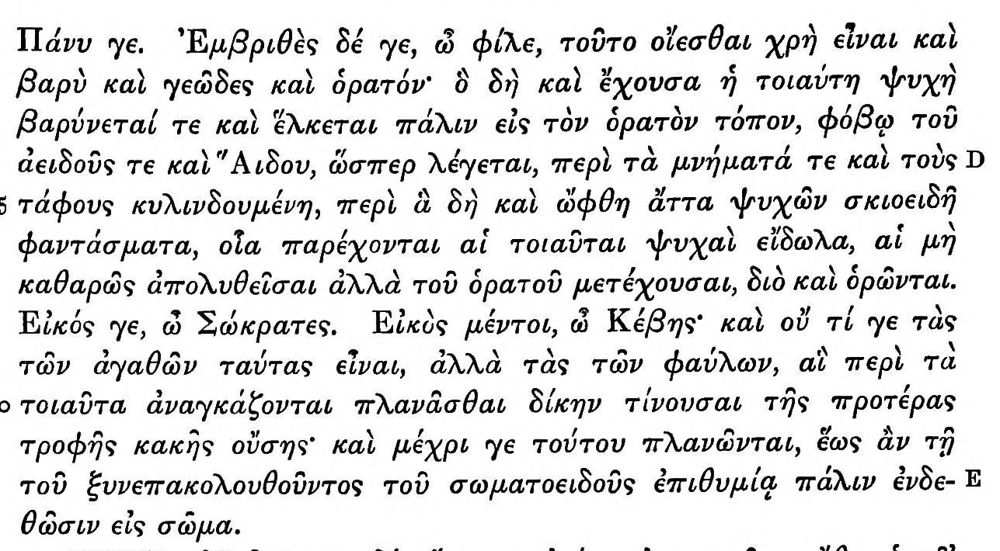 Πάνυ γε. Ἐμβριθὲς δέ γε, ὦ φίλε, τοῦτο οἴεσθαι χρὴ εἶναι καὶ
βαρὺ καὶ γεῶδες καὶ ὁρατόν· ὃ δὴ καὶ ἔχουσα ἡ τοιαύτη ψυχὴ
βαρύνεταί τε καὶ ἕλκεται πάλιν εἰς τὸν ὁρατὸν τόπον, φόβῳ τοῦ
ἀειδοῦς τε καὶ Ἅιδου, ὥσπερ λέγεται, περὶ τὰ μνήματά τε καὶ τοὺς D
5 τάφους κυλινδουμένη, περὶ ἃ δὴ καὶ ὤφθη ἄττα ψυχῶν σκιοειδῆ
φαντάσματα, οἷα παρέχονται αἱ τοιαῦται ψυχαὶ εἴδωλα, αἱ μὴ
καθαρῶς ἀπολυθεῖσαι ἀλλὰ τοῦ ὁρατοῦ μετέχουσαι, διὸ καὶ ὁρῶνται.
Εἰκός γε, ὦ Σώκρατες. Εἰκὸς μέντοι, ὦ Κέβης· καὶ οὔ τί γε τὰς
τῶν ἀγαθῶν ταύτας εἶναι, ἀλλὰ τὰς τῶν φαύλων, αἳ περὶ τὰ
τοιαῦτα ἀναγκάζονται πλανᾶσθαι δίκην τίνουσαι τῆς προτέρας
τροφῆς κακῆς οὔσης· καὶ μέχρι γε τούτου πλανῶνται, ἕως ἂν τῇ
τοῦ ξυνεπακολουθοῦντος τοῦ σωματοειδοῦς ἐπιθυμίᾳ πάλιν ἐνδε- E
θῶσιν εἰς σῶμα.